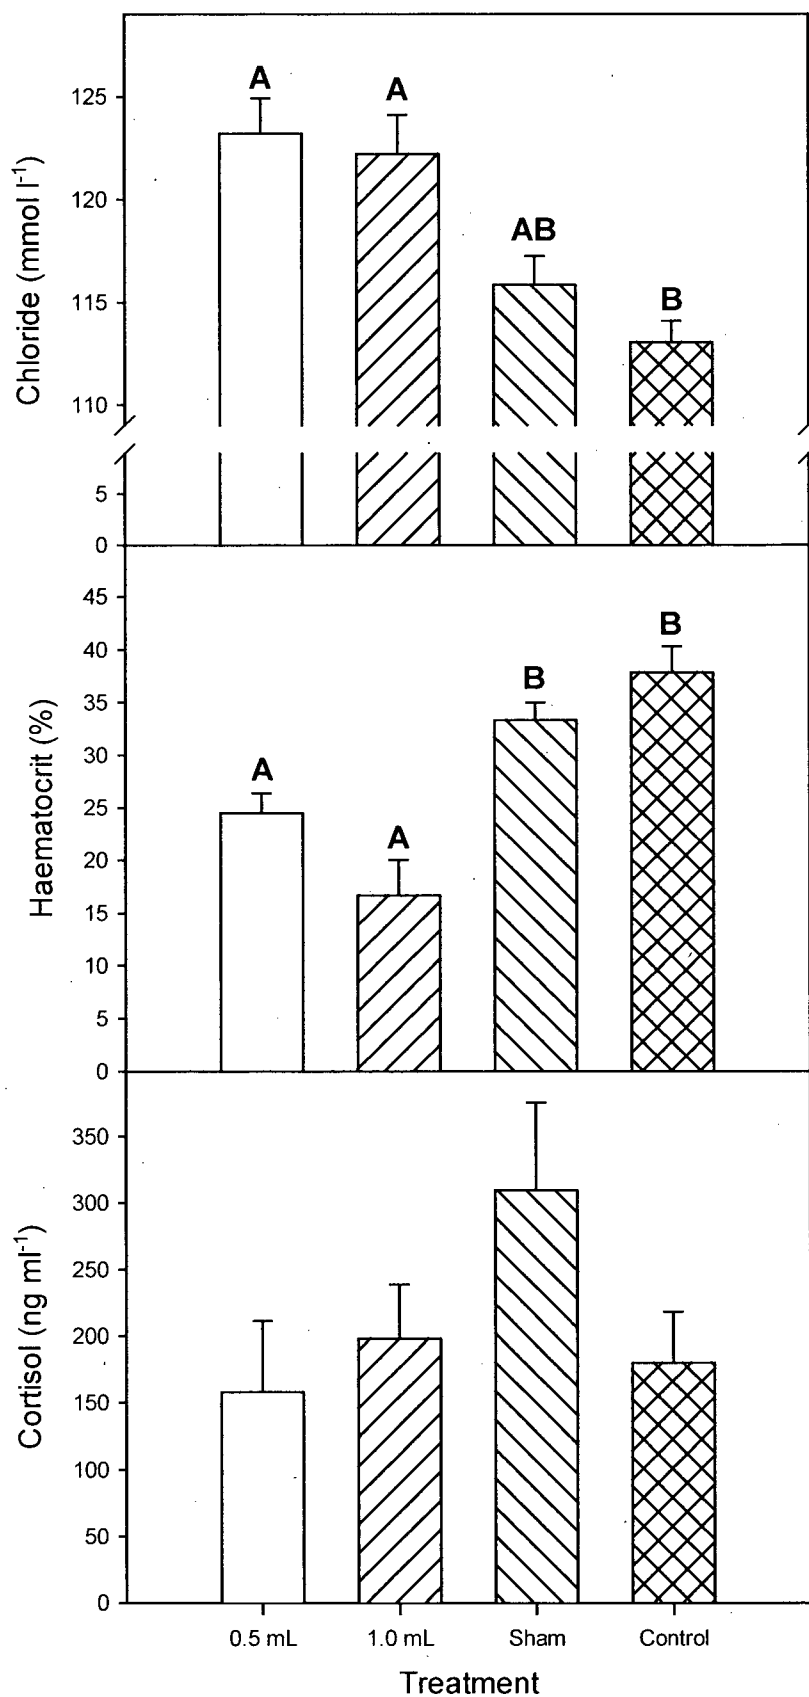 Chloride (mmol l⁻¹)
125
120
115
110
5
0
A
A
AB
B
Haematocrit (%)
45
40
35
30
25
20
15
10
5
0
A
A
B
B
Cortisol (ng ml⁻¹)
350
300
250
200
150
100
50
0
0.5 mL 1.0 mL Sham Control
Treatment